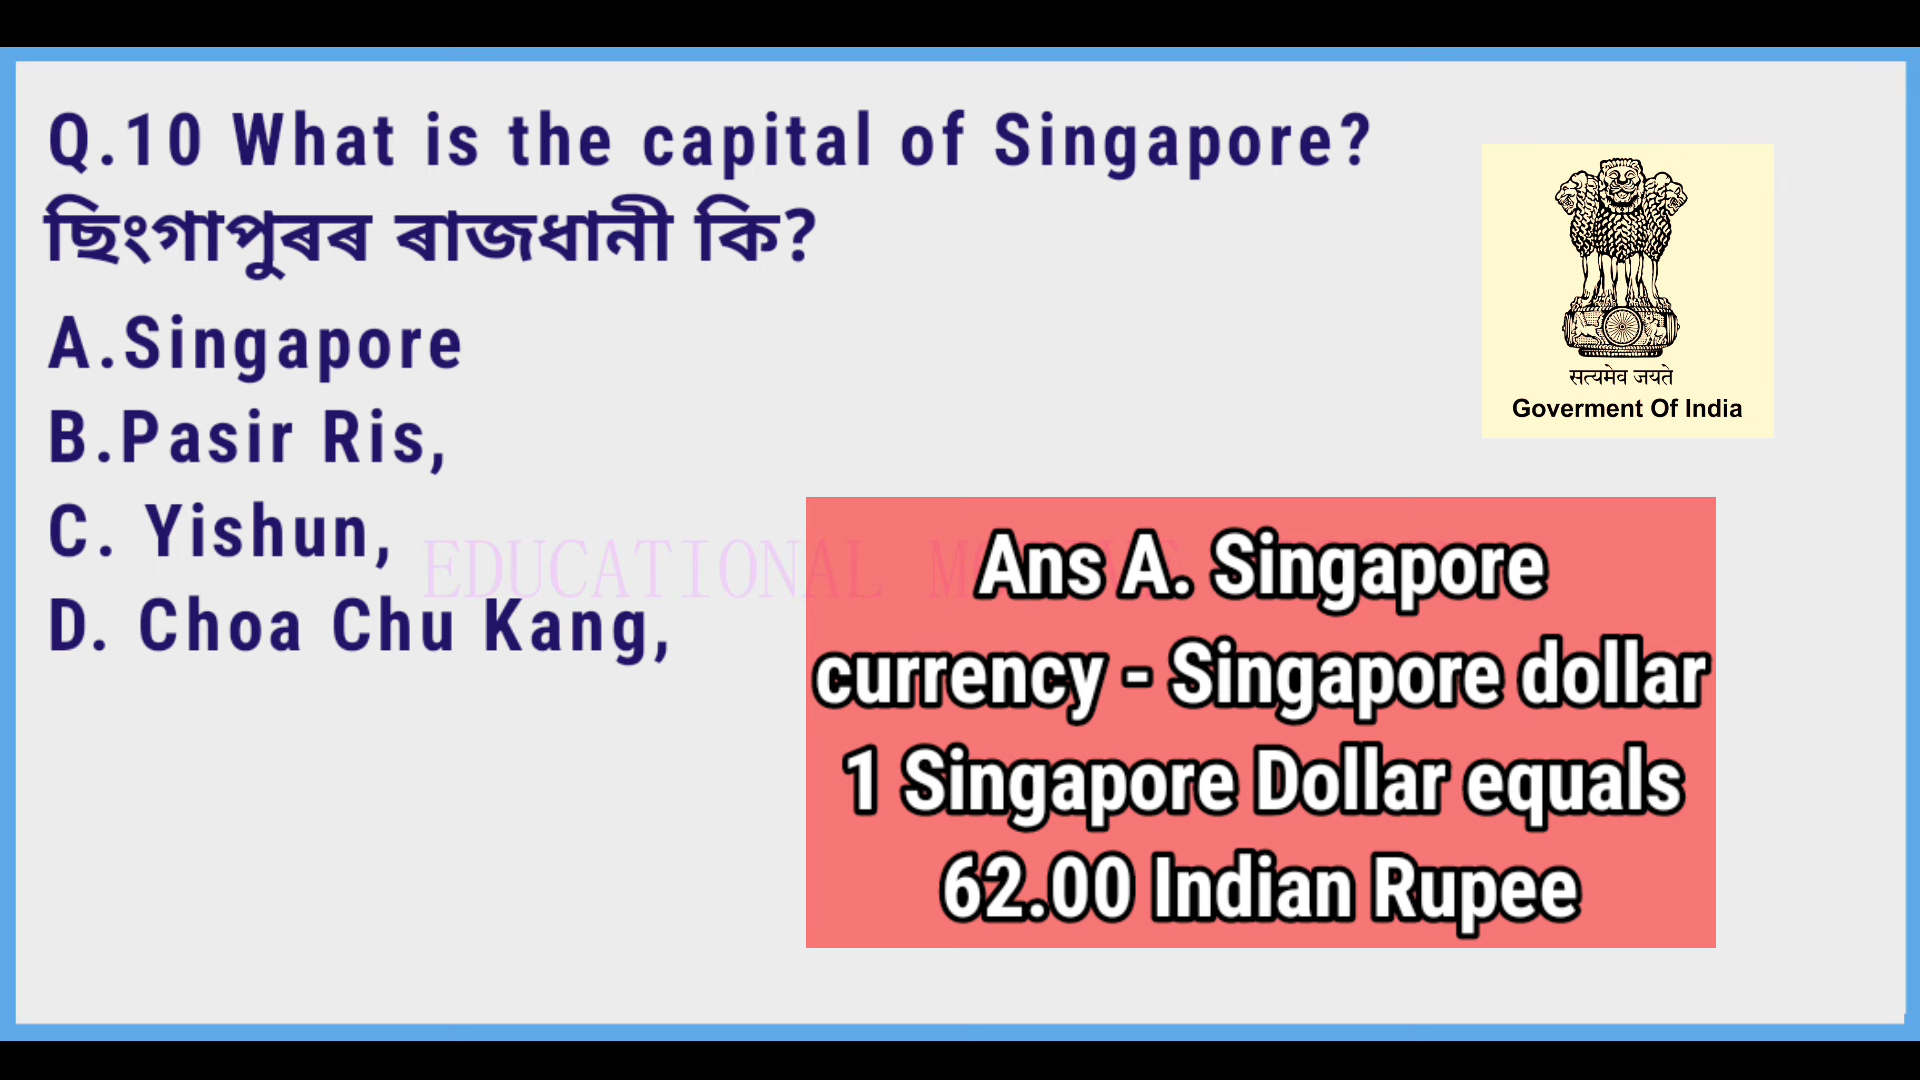 Q.10 What is the capital of Singapore?
ছিংগাপুৰৰ ৰাজধানী কি?
A.Singapore
B.Pasir Ris,
C. Yishun,
D. Choa Chu Kang,
सत्यमेव जयते
Goverment Of India
EDUCATIONAL
Ans A. Singapore
currency - Singapore dollar
1 Singapore Dollar equals
62.00 Indian Rupee